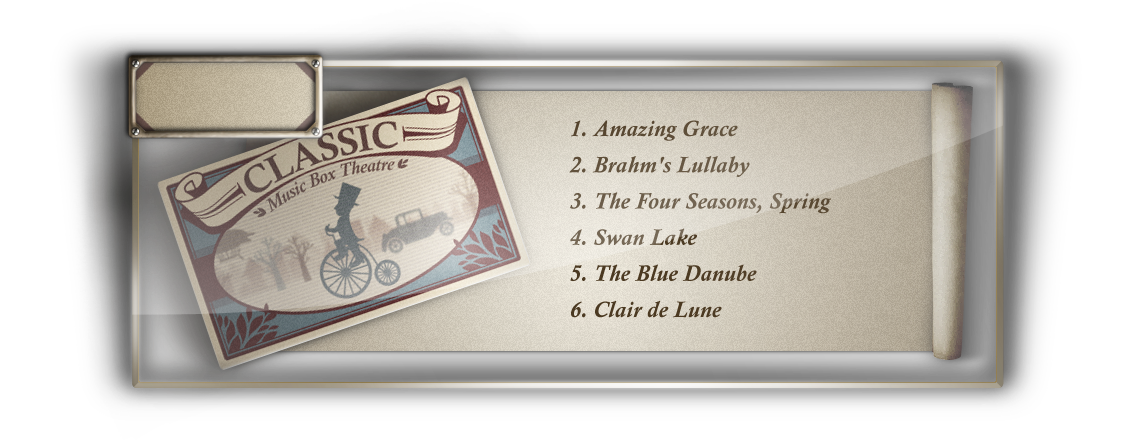 CLASSIC
Music Box Theatre
1. Amazing Grace
2. Brahm's Lullaby
3. The Four Seasons, Spring
4. Swan Lake
5. The Blue Danube
6. Clair de Lune